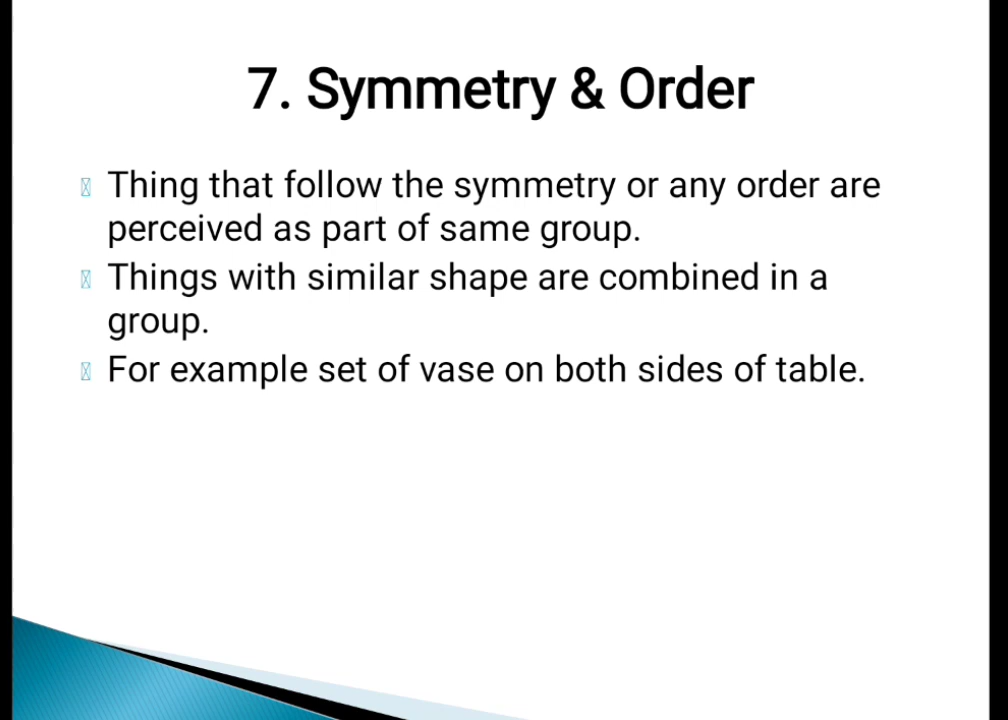 7. Symmetry & Order
Thing that follow the symmetry or any order are
perceived as part of same group.
Things with similar shape are combined in a
group.
For example set of vase on both sides of table.